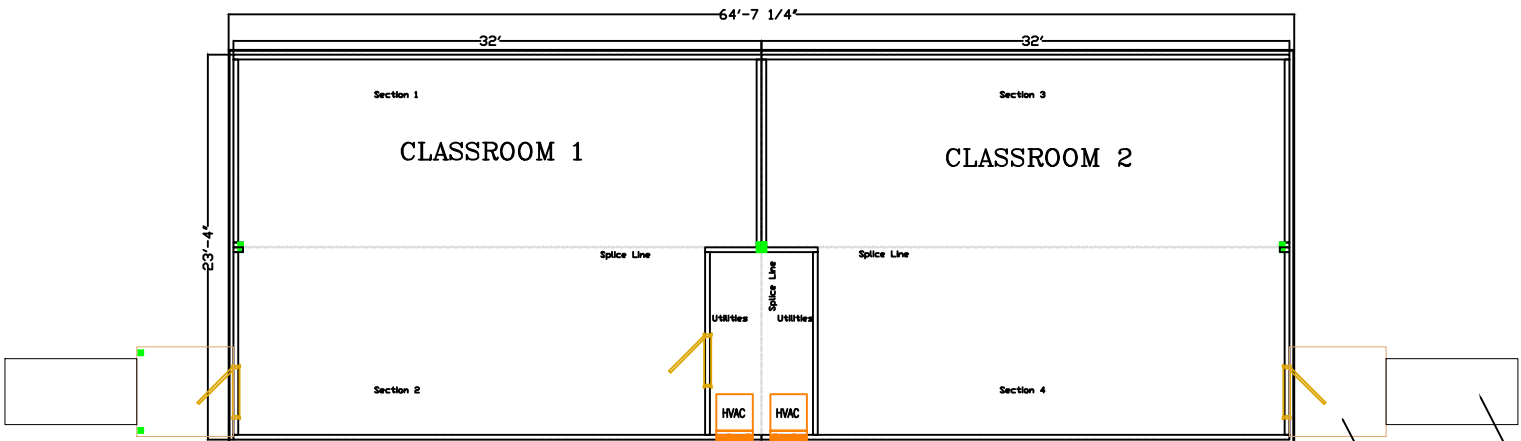 64'-7 1/4"
32'
32'
Section 1
Section 3
CLASSROOM 1
CLASSROOM 2
23'-4"
Splice Line
Splice Line
Splice Line
Utilities
Utilities
Section 2
Section 4
HVAC
HVAC